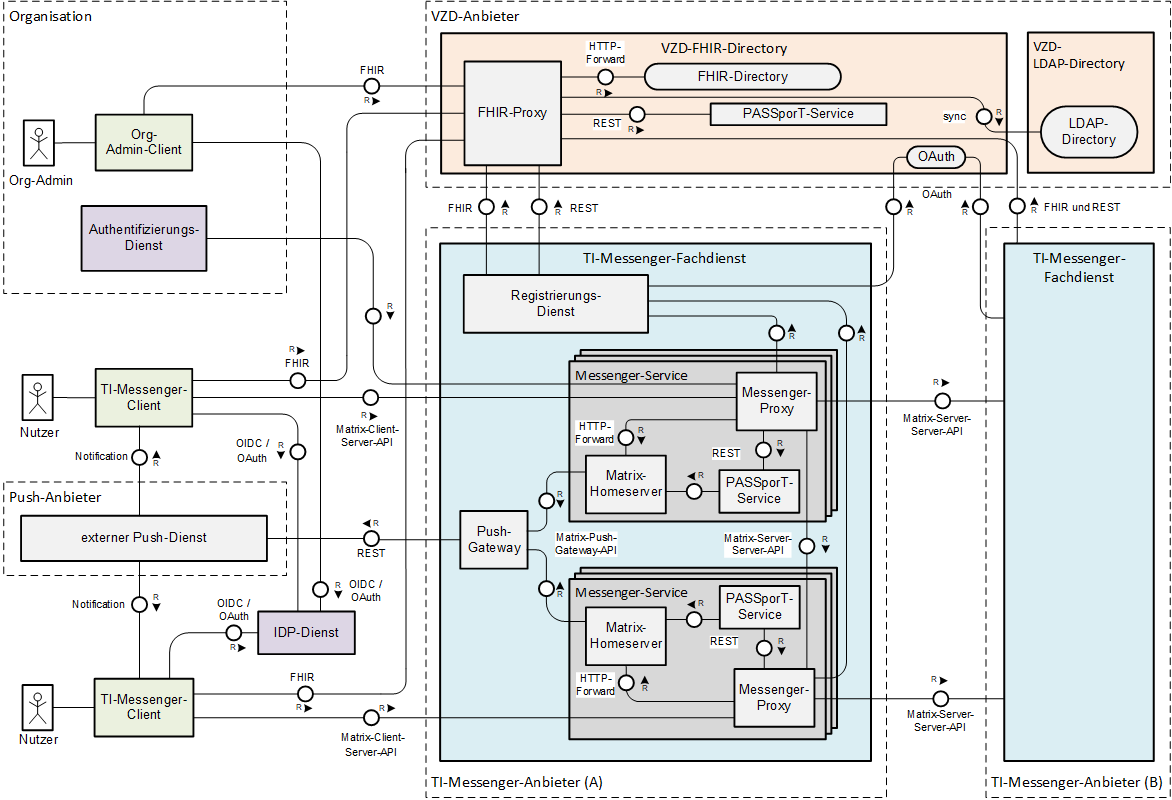 Organisation
VZD-Anbieter
VZD-FHIR-Directory
HTTP-
Forward
R
FHIR-Directory
FHIR-Proxy
REST
R
PASSporT-Service
sync
R
VZD-
LDAP-Directory
LDAP-
Directory
OAuth
FHIR
R
Org-
Admin-Client
Org-Admin
Authentifizierungs-
Dienst
FHIR
R
R
REST
OAuth
R
R
R
FHIR und REST
TI-Messenger-Fachdienst
TI-Messenger-
Fachdienst
Registrierungs-
Dienst
R
R
R
R
FHIR
TI-Messenger-
Client
Nutzer
R
Matrix-Client-
Server-API
Messenger-Service
Messenger-
Proxy
R
Matrix-Server-
Server-API
HTTP-
Forward
R
REST
R
Matrix-
Homeserver
R
PASSporT-
Service
OIDC /
OAuth
R
Notification
R
Push-Anbieter
externer Push-Dienst
R
REST
Push-
Gateway
R
Matrix-Push-
Gateway-API
Matrix-Server-
Server-API
R
R
Messenger-Service
PASSporT-
Service
R
Matrix-
Homeserver
REST
R
HTTP-
Forward
R
Messenger-
Proxy
R
Matrix-Server-
Server-API
Notification
R
OIDC /
OAuth
R
R
OIDC /
OAuth
IDP-Dienst
FHIR
R
TI-Messenger-
Client
Nutzer
R
Matrix-Client-
Server-API
TI-Messenger-Anbieter (A)
TI-Messenger-Anbieter (B)